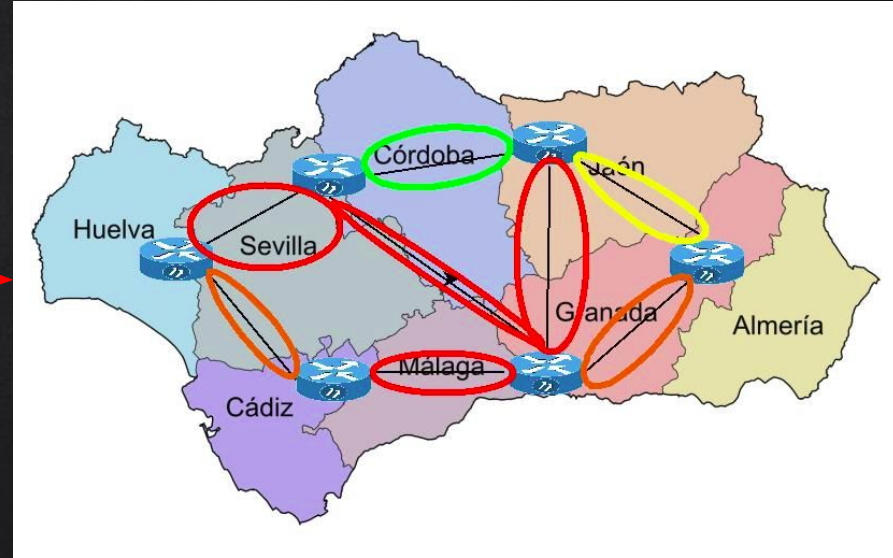 Córdoba
Jaén
Huelva
Sevilla
Granada
Almería
Málaga
Cádiz